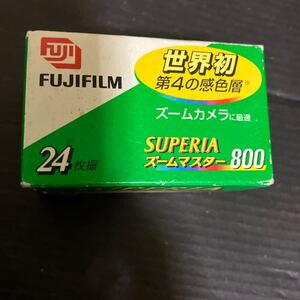 FUJI
FUJIFILM
世界初
第4の感色層※
ズームカメラに最適
24枚撮
SUPERIA
ズームマスター 800